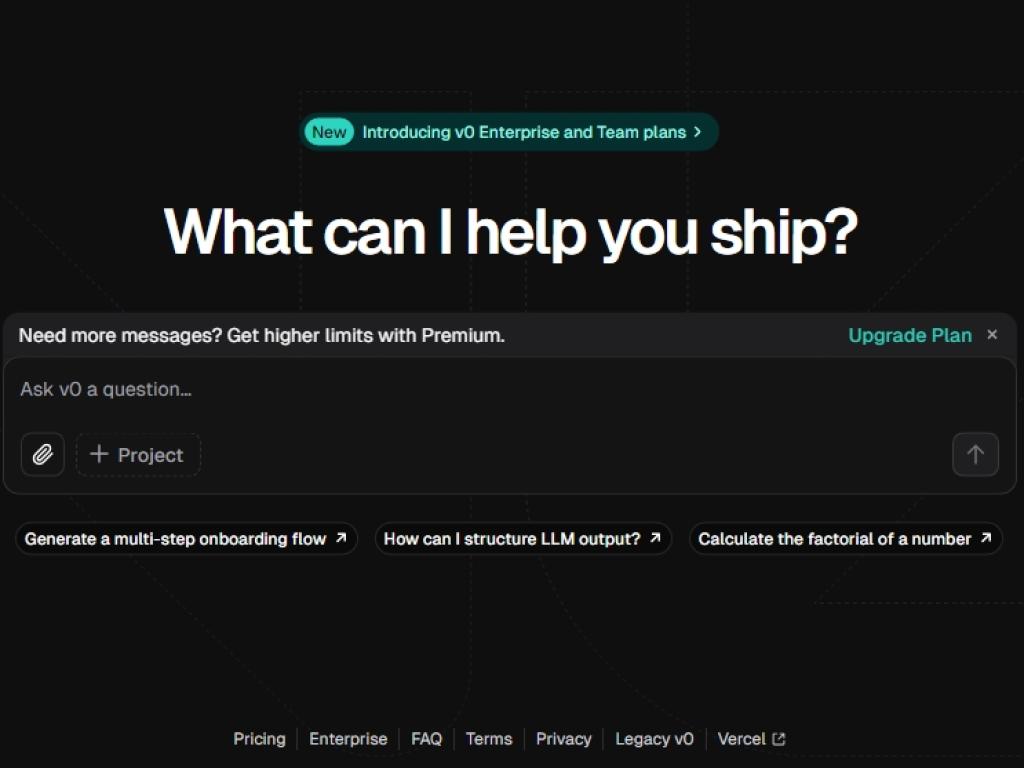 New Introducing v0 Enterprise and Team plans
What can I help you ship?
Need more messages? Get higher limits with Premium. Upgrade Plan
Ask v0 a question...
Project
Generate a multi-step onboarding flow How can I structure LLM output? Calculate the factorial of a number
Pricing Enterprise FAQ Terms Privacy Legacy v0 Vercel